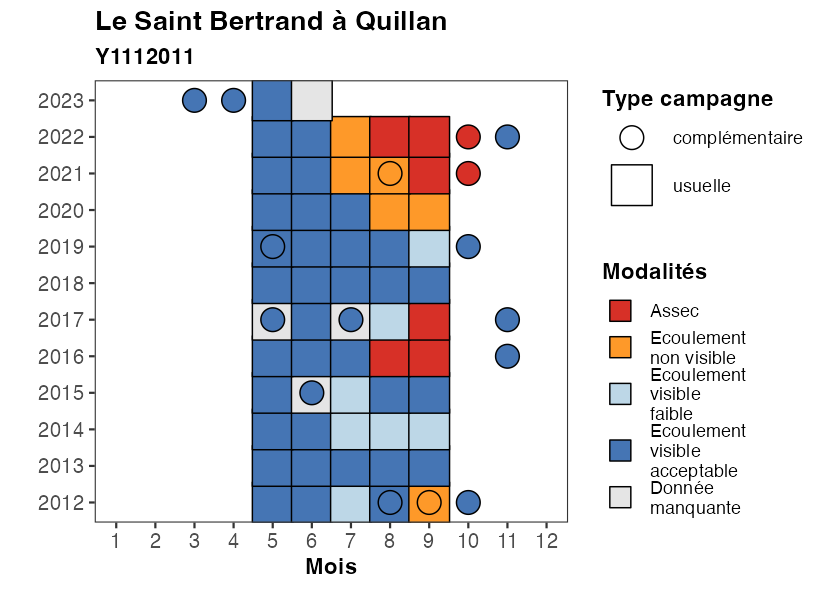 Le Saint Bertrand à Quillan
Y1112011
2023
2022
2021
2020
2019
2018
2017
2016
2015
2014
2013
2012
1 2 3 4 5 6 7 8 9 10 11 12
Mois
Type campagne
complémentaire
usuelle
Modalités
Assec
Ecoulement
non visible
Ecoulement
visible
faible
Ecoulement
visible
acceptable
Donnée
manquante